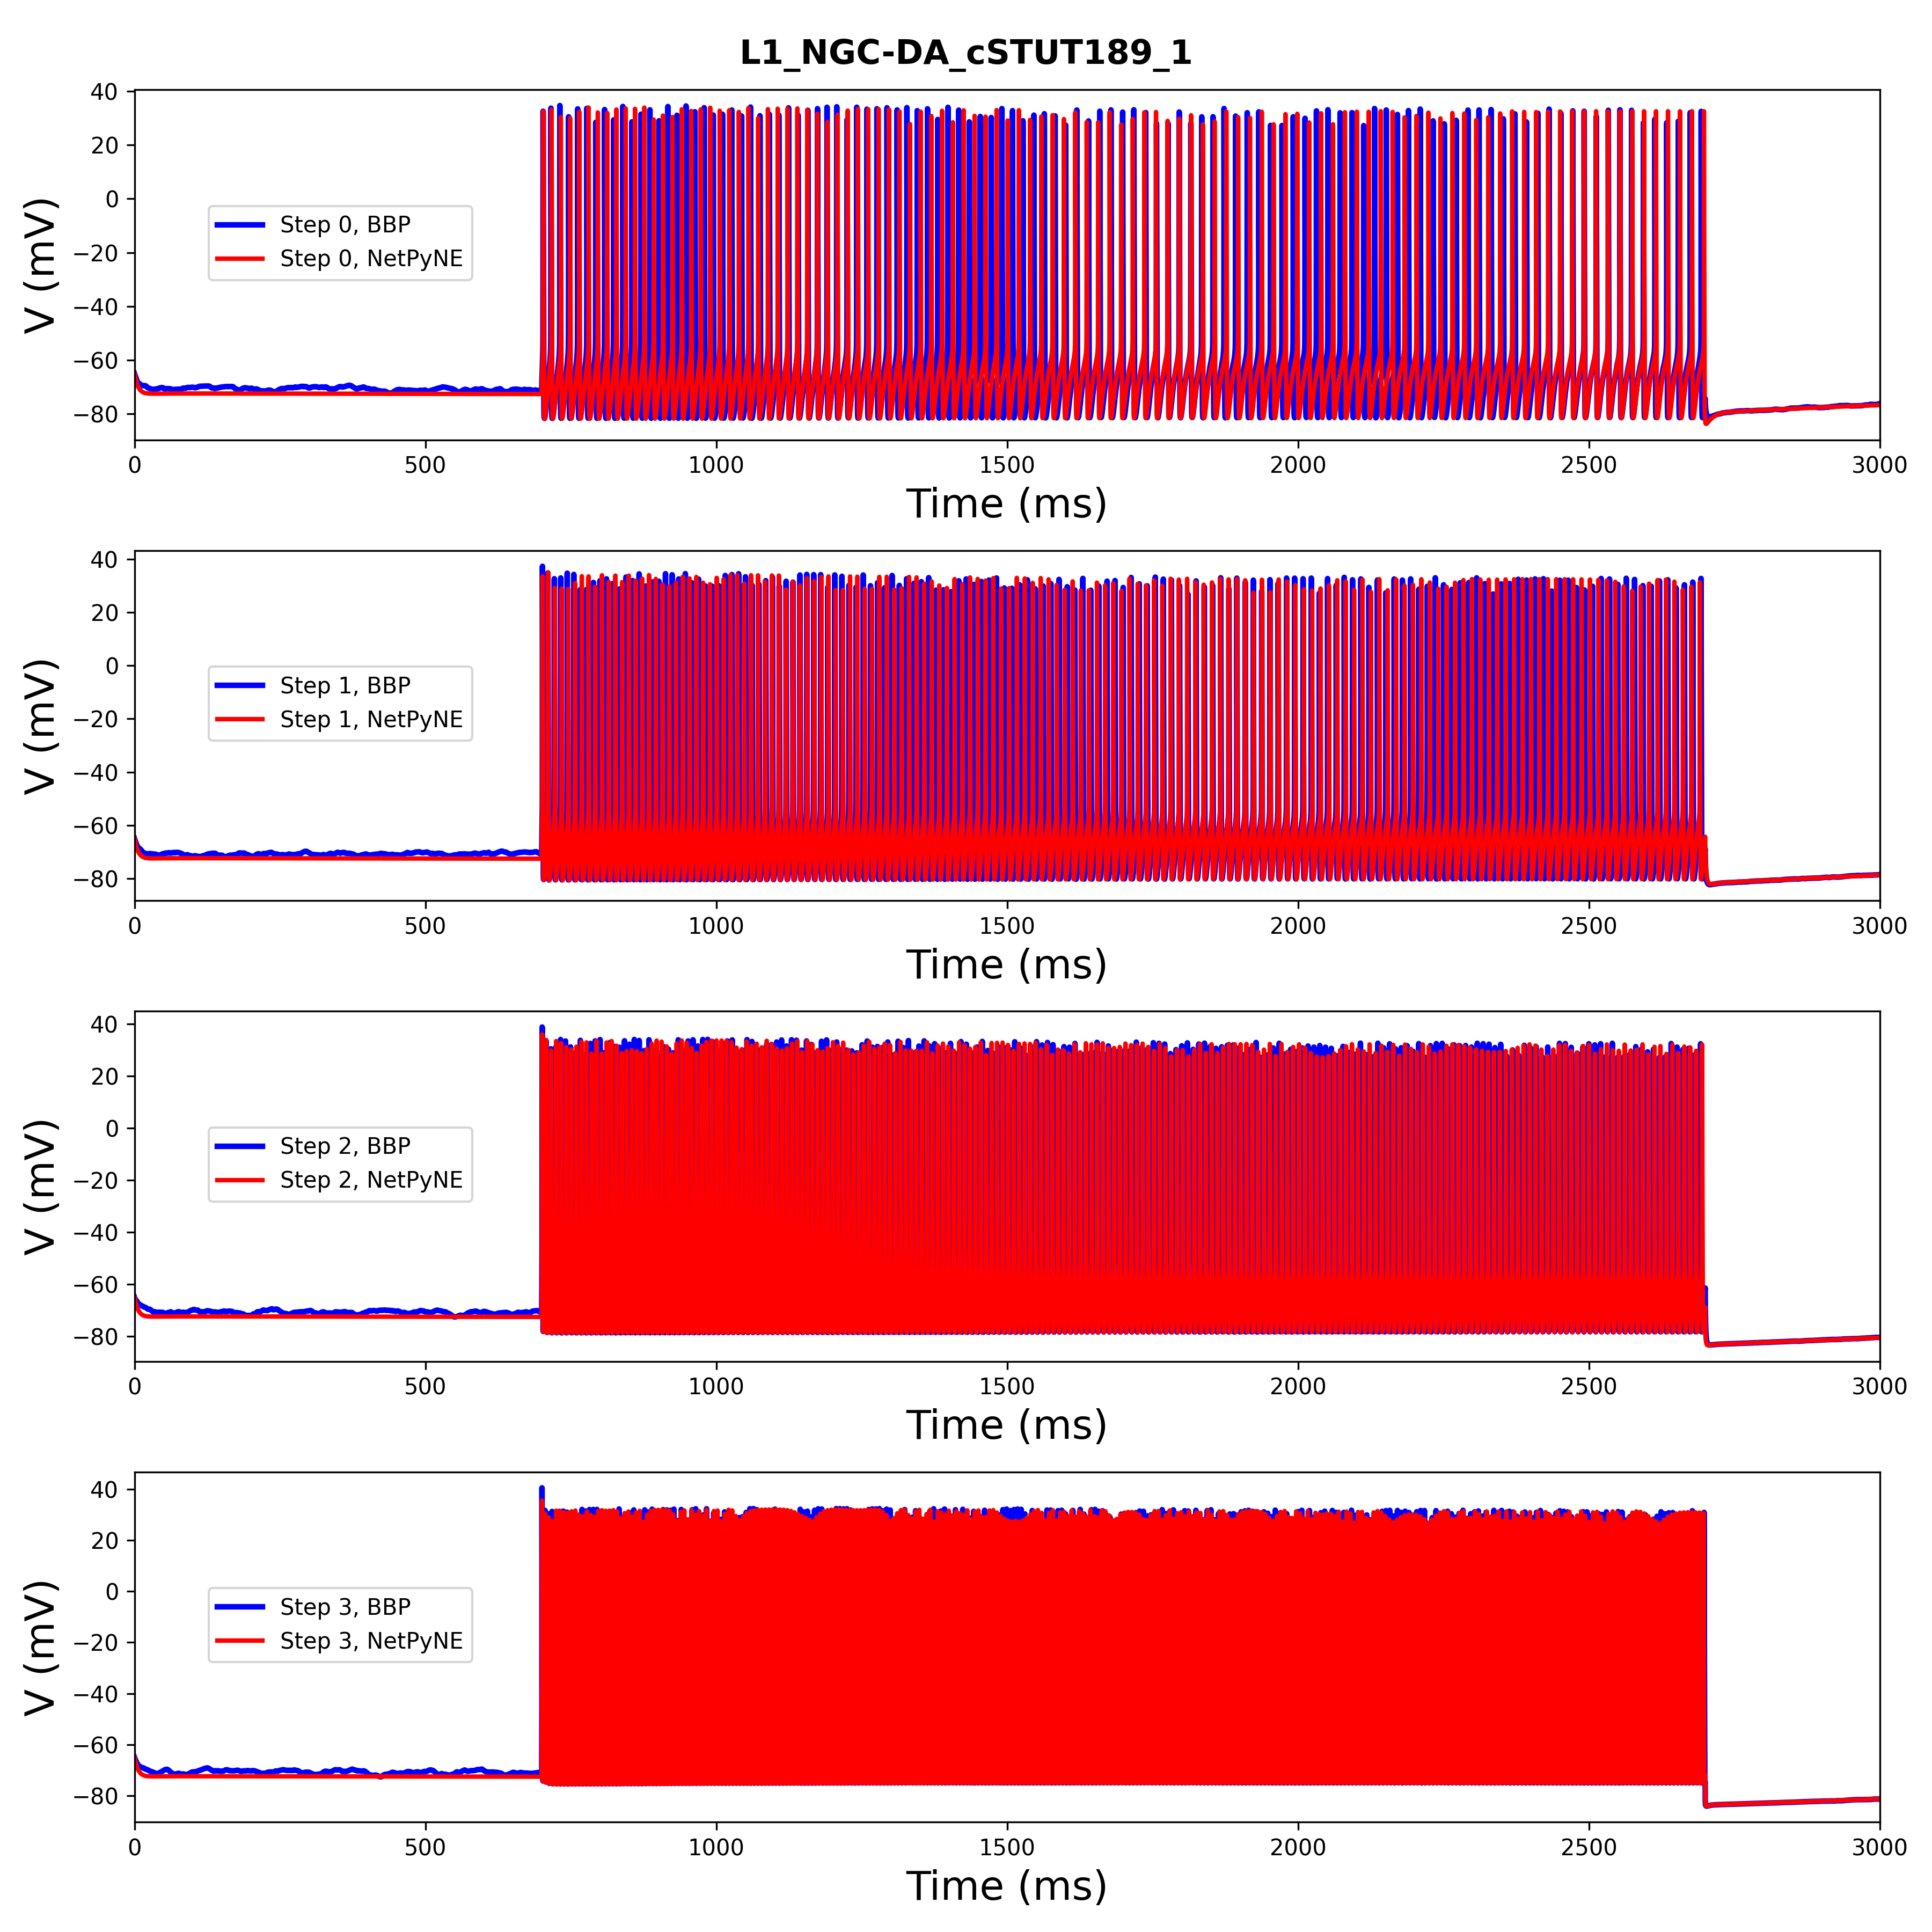 L1_NGC-DA_cSTUT189_1
40
20
0
−20
−40
−60
−80
V (mV)
Step 0, BBP
Step 0, NetPyNE
0 500 1000 1500 2000 2500 3000
Time (ms)
40
20
0
−20
−40
−60
−80
V (mV)
Step 1, BBP
Step 1, NetPyNE
0 500 1000 1500 2000 2500 3000
Time (ms)
40
20
0
−20
−40
−60
−80
V (mV)
Step 2, BBP
Step 2, NetPyNE
0 500 1000 1500 2000 2500 3000
Time (ms)
40
20
0
−20
−40
−60
−80
V (mV)
Step 3, BBP
Step 3, NetPyNE
0 500 1000 1500 2000 2500 3000
Time (ms)